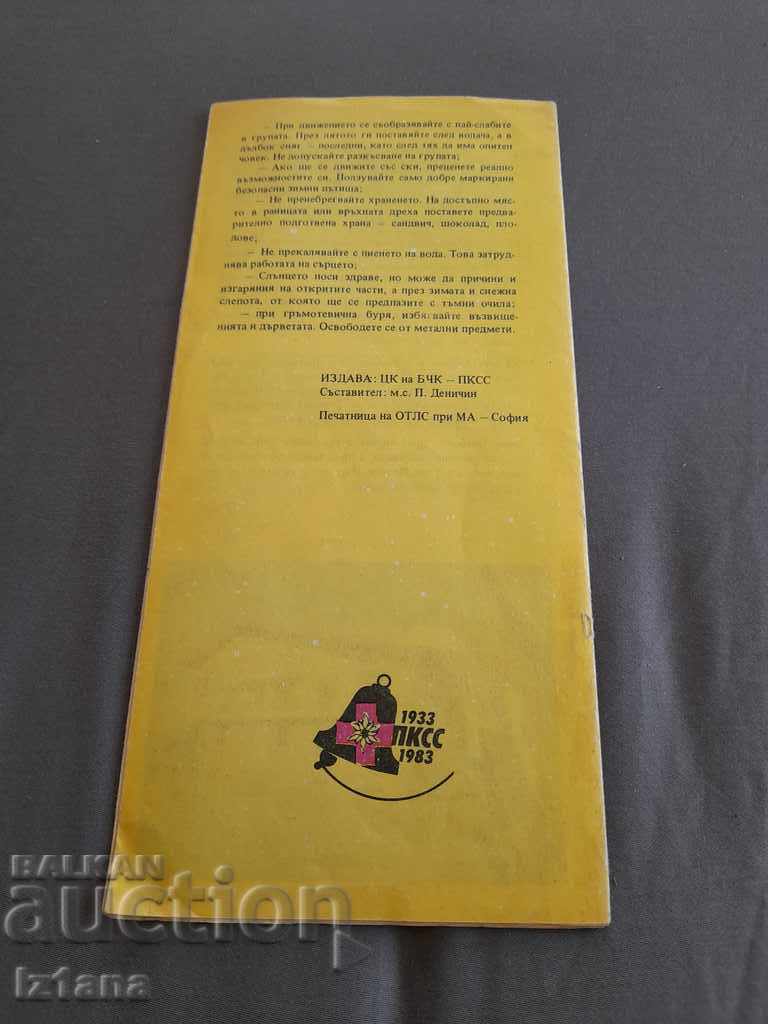 — При движението се съобразявайте с най-слабите
в групата. През лятото ги поставяйте след водача, а в
дълбок сняг — последни, като след тях да има опитен
човек. Не допускайте разкъсване на групата;
— Ако ще се движите със ски, преценете реално
възможностите си. Ползувайте само добре маркирани
безопасни зимни пътища;
— Не пренебрегвайте храненето. На достъпно мяс-
то в раницата или връхната дреха поставете предва-
рително подготвена храна — сандвич, шоколад, пло-
дове;
— Не прекалявайте с пиенето на вода. Това затруд-
нява работата на сърцето;
— Слънцето носи здраве, но може да причини и
изгаряния на откритите части, а през зимата и снежна
слепота, от която ще се предпазите с тъмни очила;
— при гръмотевична буря, избягвайте възвише-
нията и дърветата. Освободете се от метални предмети.
ИЗДАВА: ЦК на БЧК — ПКСС
Съставител: м.с. П. Деничин
Печатница на ОТЛС при МА — София
1933
ПКСС
1983
BALKAN
auction
Iz1ana